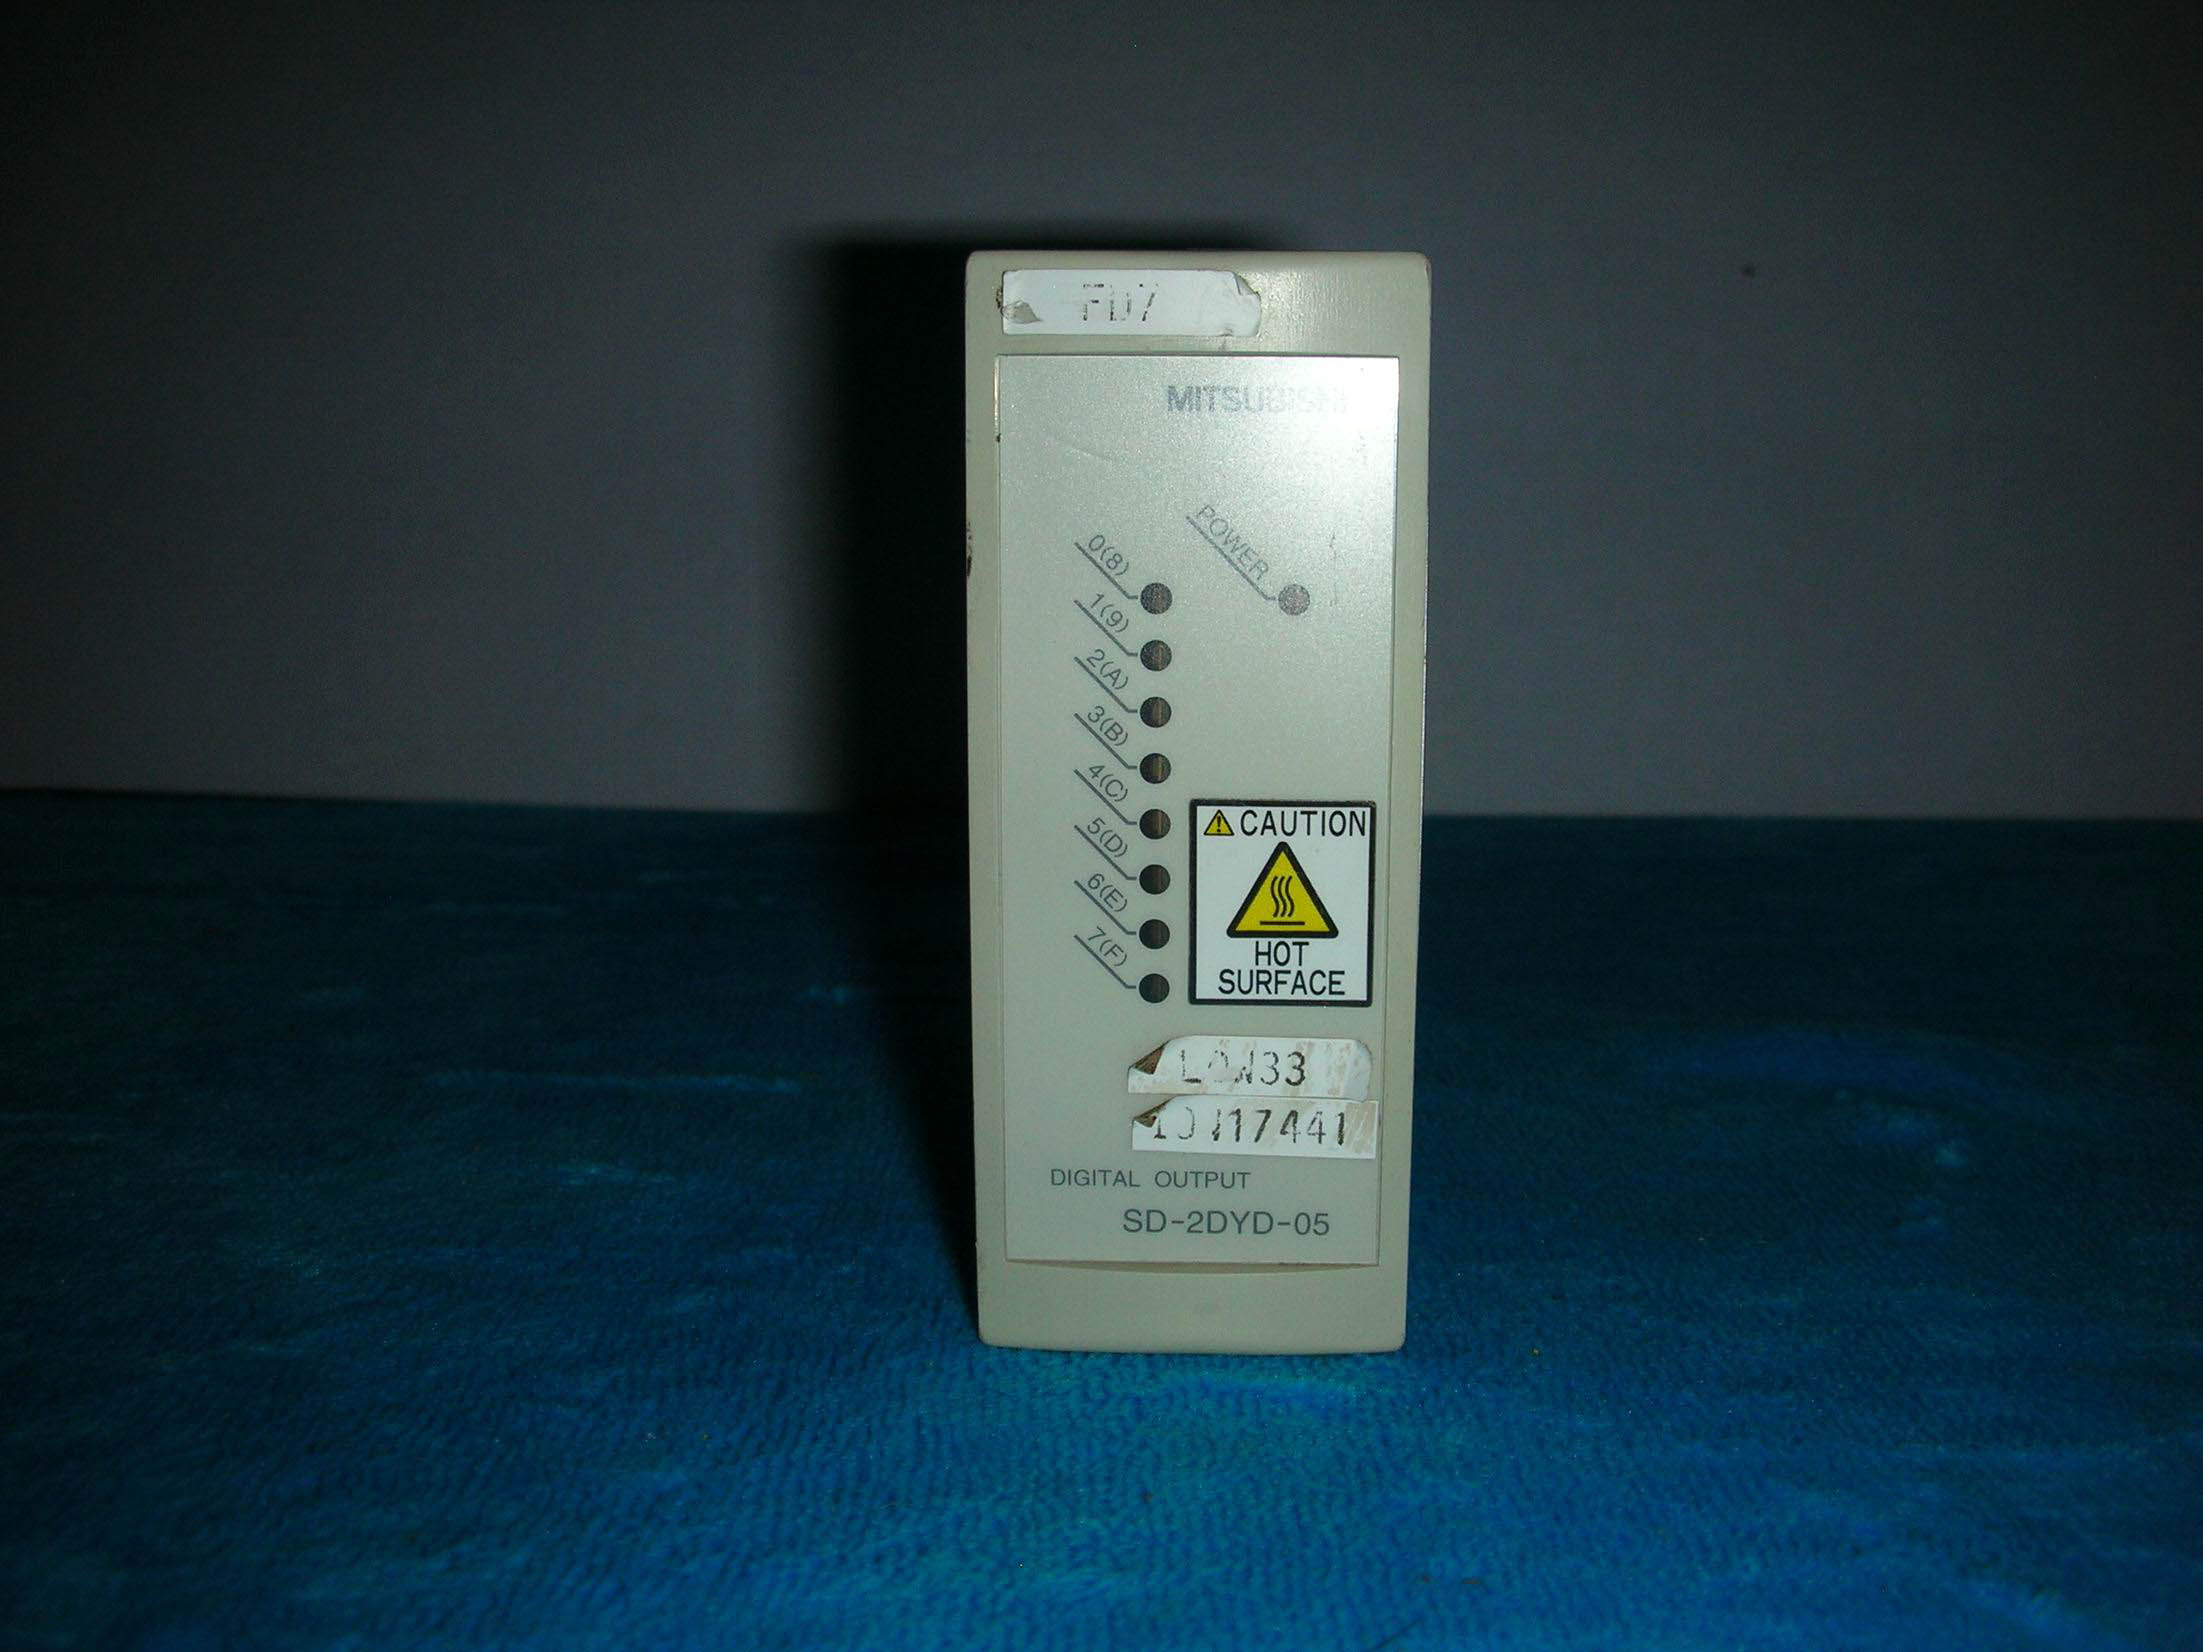 MITSUBISHI
POWER
0(8)
1(9)
2(A)
3(B)
4(C)
5(D)
6(E)
7(F)
CAUTION
HOT
SURFACE
DIGITAL OUTPUT
SD-2DYD-05